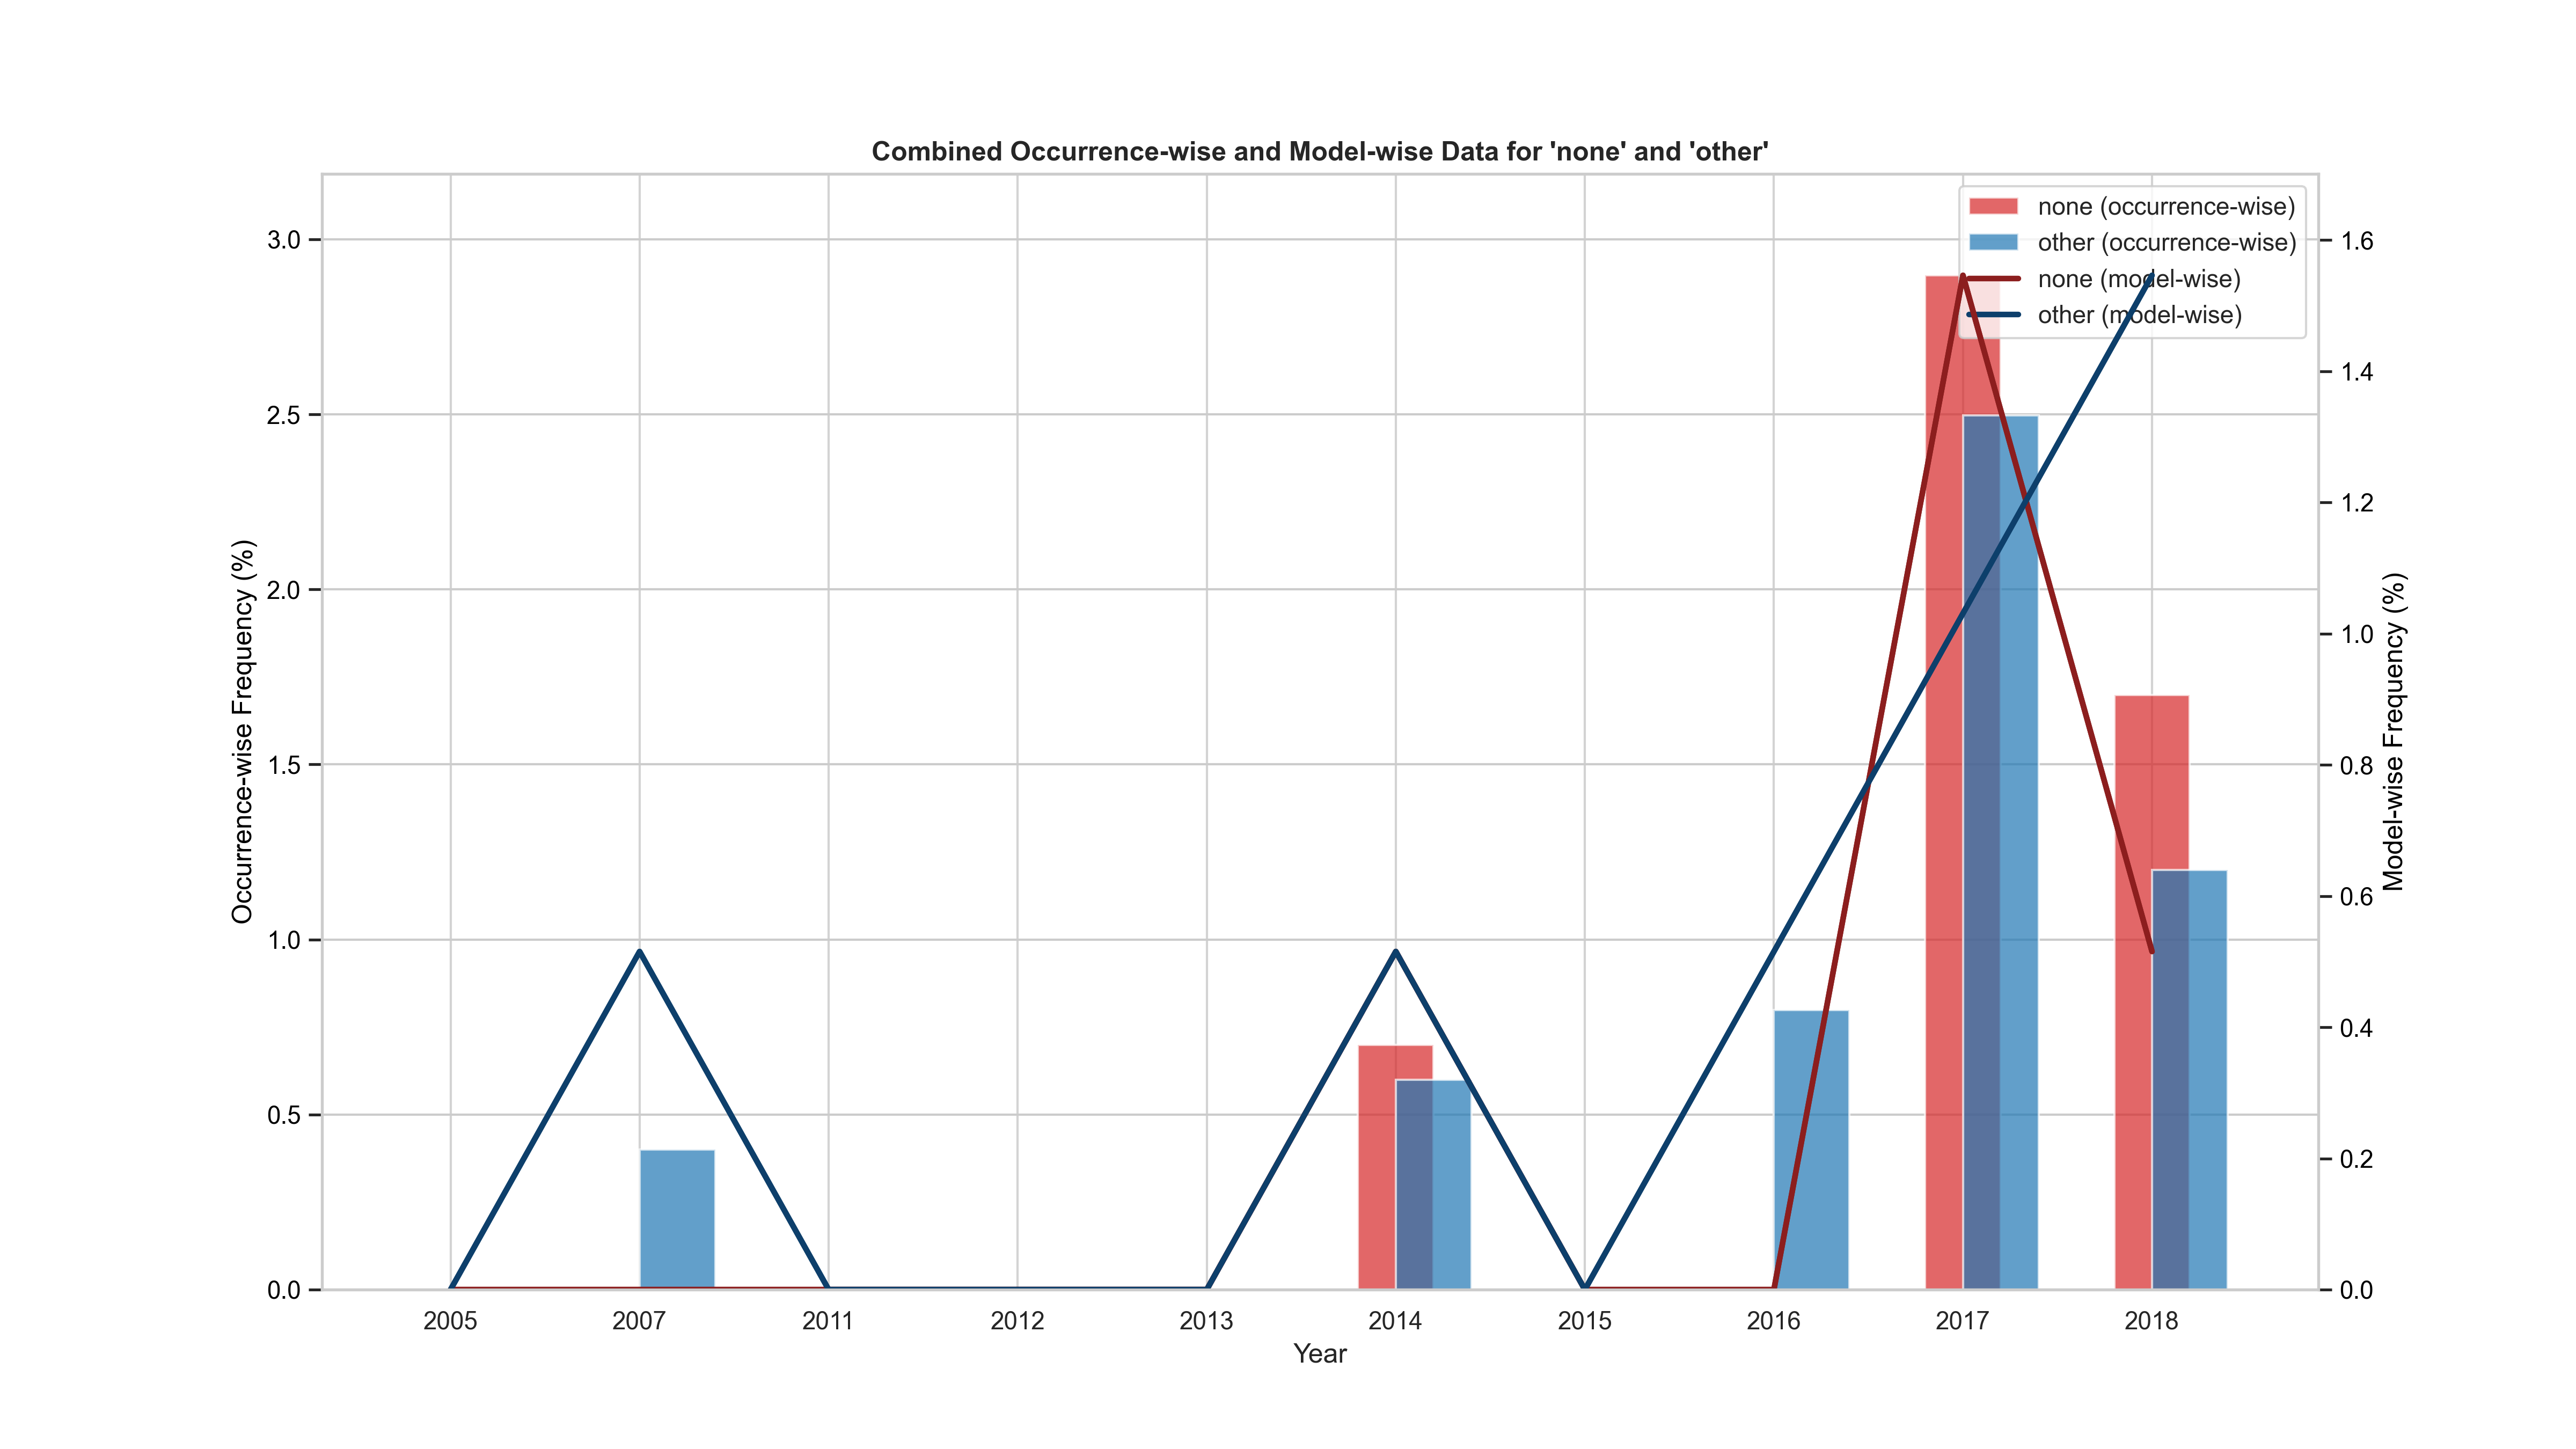 Combined Occurrence-wise and Model-wise Data for 'none' and 'other'
none (occurrence-wise)
other (occurrence-wise)
none (model-wise)
other (model-wise)
Occurrence-wise Frequency (%)
3.0
2.5
2.0
1.5
1.0
0.5
0.0
1.6
1.4
1.2
1.0
0.8
0.6
0.4
0.2
0.0
Model-wise Frequency (%)
2005 2007 2011 2012 2013 2014 2015 2016 2017 2018
Year